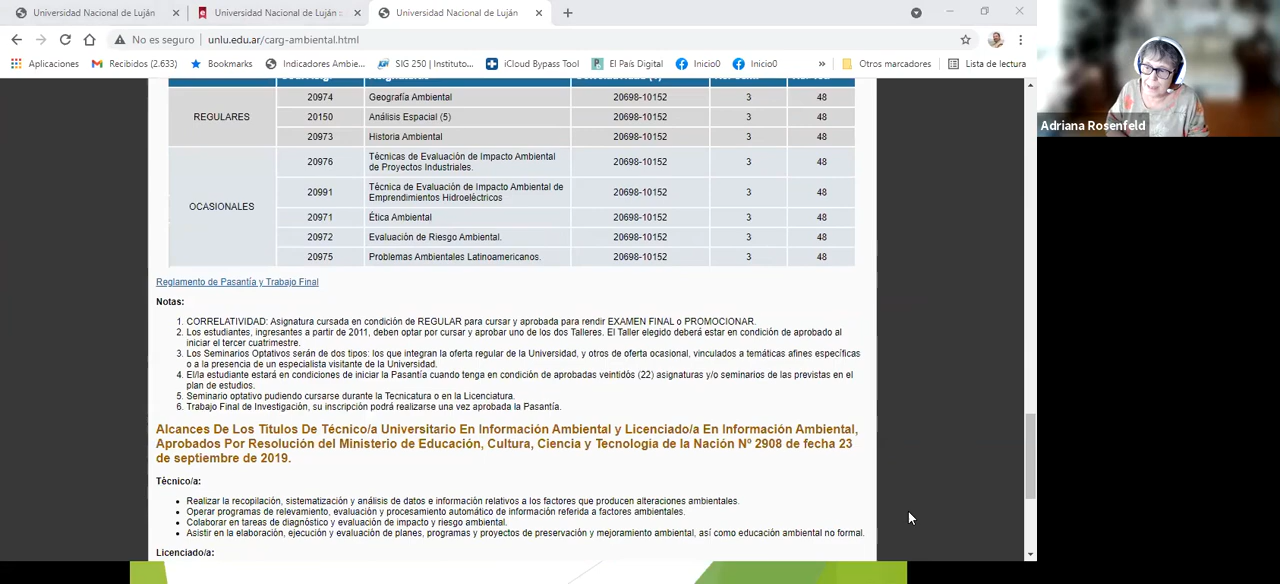 Universidad Nacional de Luján
Universidad Nacional de Luján :
Universidad Nacional de Luján
No es seguro
unlu.edu.ar/carg-ambiental.html
Aplicaciones
Recibidos (2.633)
Bookmarks
Indicadores Ambie...
SIG 250 | Instituto...
iCloud Bypass Tool
El País Digital
Inicio0
Inicio0
»
Otros marcadores
Lista de lectura
Adriana Rosenfeld
REGULARES
20974 Geografía Ambiental 20698-10152 3 48
20150 Análisis Espacial (5) 20698-10152 3 48
20973 Historia Ambiental 20698-10152 3 48
OCASIONALES
20976 Técnicas de Evaluación de Impacto Ambiental
de Proyectos Industriales. 20698-10152 3 48
20991 Técnica de Evaluación de Impacto Ambiental de
Emprendimientos Hidroeléctricos 20698-10152 3 48
20971 Ética Ambiental 20698-10152 3 48
20972 Evaluación de Riesgo Ambiental. 20698-10152 3 48
20975 Problemas Ambientales Latinoamericanos. 20698-10152 3 48
Reglamento de Pasantía y Trabajo Final
Notas:
1. CORRELATIVIDAD: Asignatura cursada en condición de REGULAR para cursar y aprobada para rendir EXAMEN FINAL o PROMOCIONAR.
2. Los estudiantes, ingresantes a partir de 2011, deben optar por cursar y aprobar uno de los dos Talleres. El Taller elegido deberá estar en condición de aprobado al
iniciar el tercer cuatrimestre.
3. Los Seminarios Optativos serán de dos tipos: los que integran la oferta regular de la Universidad, y otros de oferta ocasional, vinculados a temáticas afines específicas
o a la presencia de un especialista visitante de la Universidad.
4. El/la estudiante estará en condiciones de iniciar la Pasantía cuando tenga en condición de aprobadas veintidós (22) asignaturas y/o seminarios de las previstas en el
plan de estudios.
5. Seminario optativo pudiendo cursarse durante la Tecnicatura o en la Licenciatura.
6. Trabajo Final de Investigación, su inscripción podrá realizarse una vez aprobada la Pasantía.
Alcances De Los Titulos De Técnico/a Universitario En Información Ambiental y Licenciado/a En Información Ambiental,
Aprobados Por Resolución del Ministerio de Educación, Cultura, Ciencia y Tecnología de la Nación Nº 2908 de fecha 23
de septiembre de 2019.
Técnico/a:
• Realizar la recopilación, sistematización y análisis de datos e información relativos a los factores que producen alteraciones ambientales.
• Operar programas de relevamiento, evaluación y procesamiento automático de información referida a factores ambientales.
• Colaborar en tareas de diagnóstico y evaluación de impacto y riesgo ambiental.
• Asistir en la elaboración, ejecución y evaluación de planes, programas y proyectos de preservación y mejoramiento ambiental, así como educación ambiental no formal.
Licenciado/a: